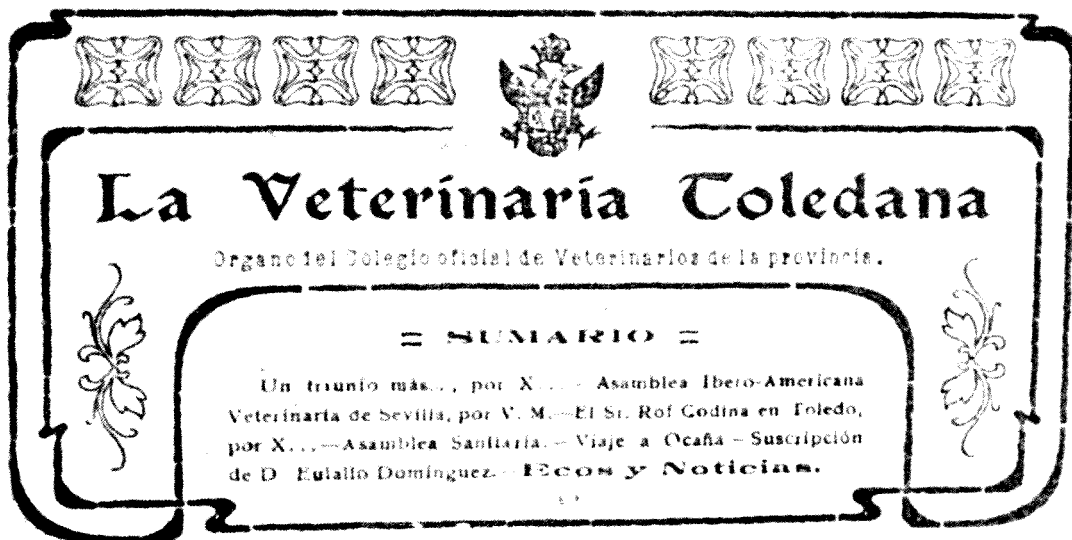 La Veterinaria Toledana
Organo del Colegio oficial de Veterinarios de la provincia.
= SUMARIO =
Un triunfo más..., por X... - Asamblea Ibero-Americana
Veterinaria de Sevilla, por V. M.—El Sr. Rof Codina en Toledo,
por X...—Asamblea Sanitaria.—Viaje a Ocaña—Suscripción
de D Eulalio Domínguez.—Ecos y Noticias.